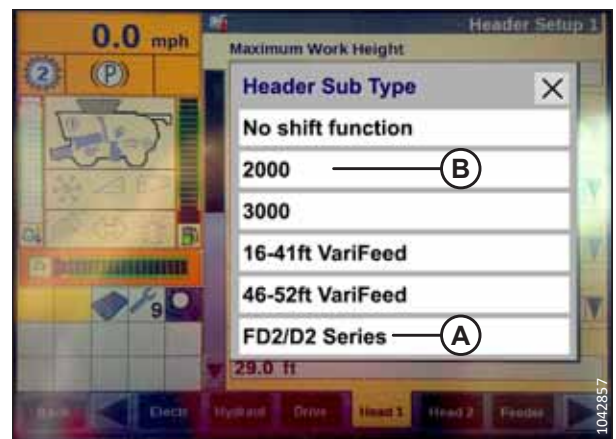 0.0 mph
Header Setup 1
2
P
Maximum Work Height
Header Sub Type
No shift function
2000
B
3000
16-41ft VariFeed
46-52ft VariFeed
9
FD2/D2 Series
A
29.0 ft
Back
Electr
Hydraul
Drive
Head 1
Head 2
Feeder
1042857